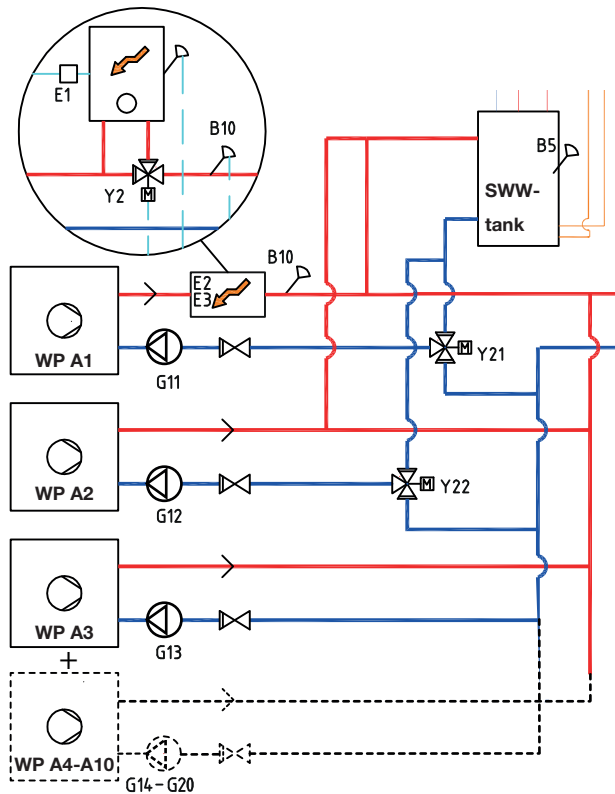 E1
B10
Y2
M
B5
SWW-
tank
B10
E2
E3
WP A1
G11
M
Y21
WP A2
G12
M
Y22
WP A3
G13
+
WP A4-A10
G14-G20